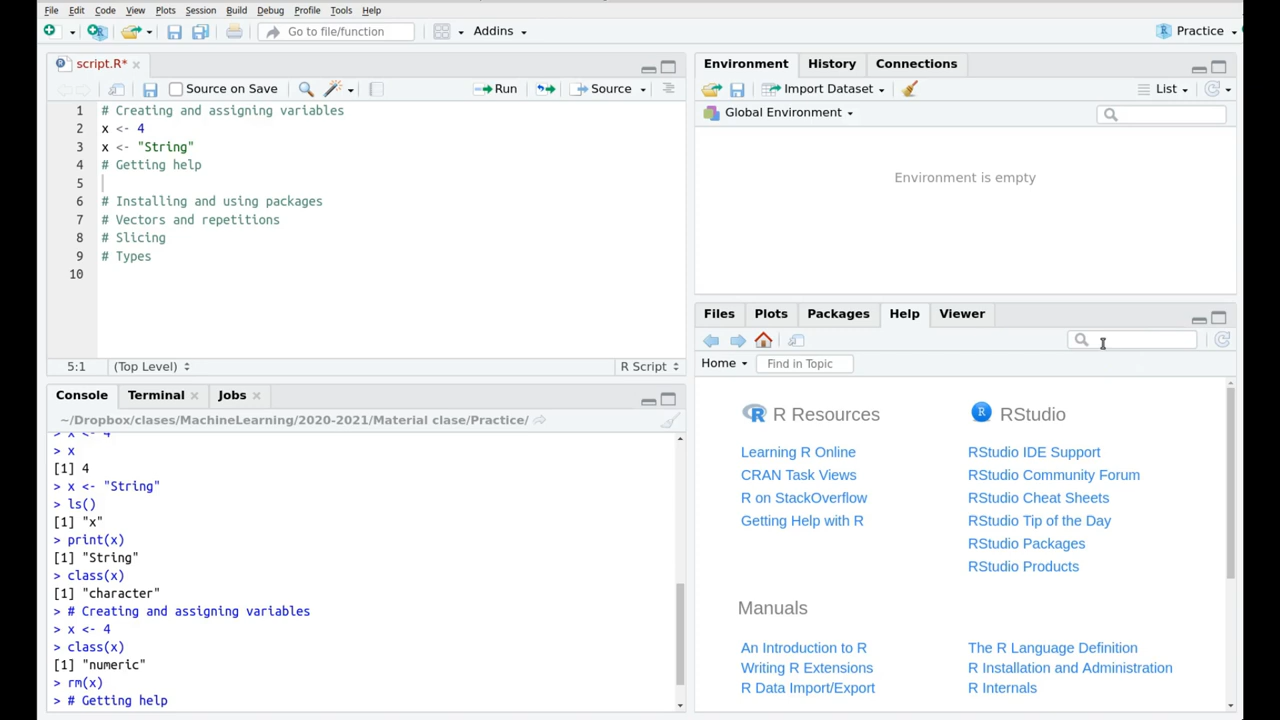 File Edit Code View Plots Session Build Debug Profile Tools Help
Go to file/function Addins Practice
script.R*
Source on Save Run Source
1 # Creating and assigning variables
2 x <- 4
3 x <- "String"
4 # Getting help
5
6 # Installing and using packages
7 # Vectors and repetitions
8 # Slicing
9 # Types
10
5:1 (Top Level) R Script
Console Terminal Jobs
~/Dropbox/clases/MachineLearning/2020-2021/Material clase/Practice/
> x <- 4
> x
[1] 4
> x <- "String"
> ls()
[1] "x"
> print(x)
[1] "String"
> class(x)
[1] "character"
> # Creating and assigning variables
> x <- 4
> class(x)
[1] "numeric"
> rm(x)
> # Getting help
Environment History Connections
Import Dataset List
Global Environment
Environment is empty
Files Plots Packages Help Viewer
Home Find in Topic
R Resources
Learning R Online
CRAN Task Views
R on StackOverflow
Getting Help with R
RStudio
RStudio IDE Support
RStudio Community Forum
RStudio Cheat Sheets
RStudio Tip of the Day
RStudio Packages
RStudio Products
Manuals
An Introduction to R
Writing R Extensions
R Data Import/Export
The R Language Definition
R Installation and Administration
R Internals